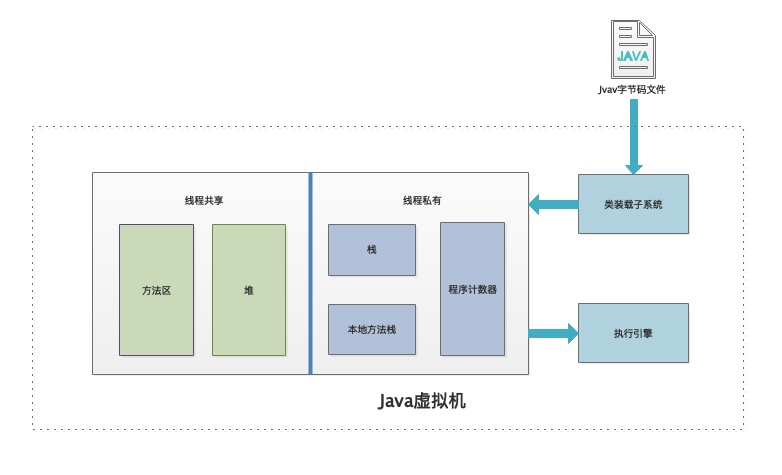 JAVA
Jvav字节码文件
线程共享
线程私有
类装载子系统
方法区
堆
栈
程序计数器
本地方法栈
执行引擎
Java虚拟机